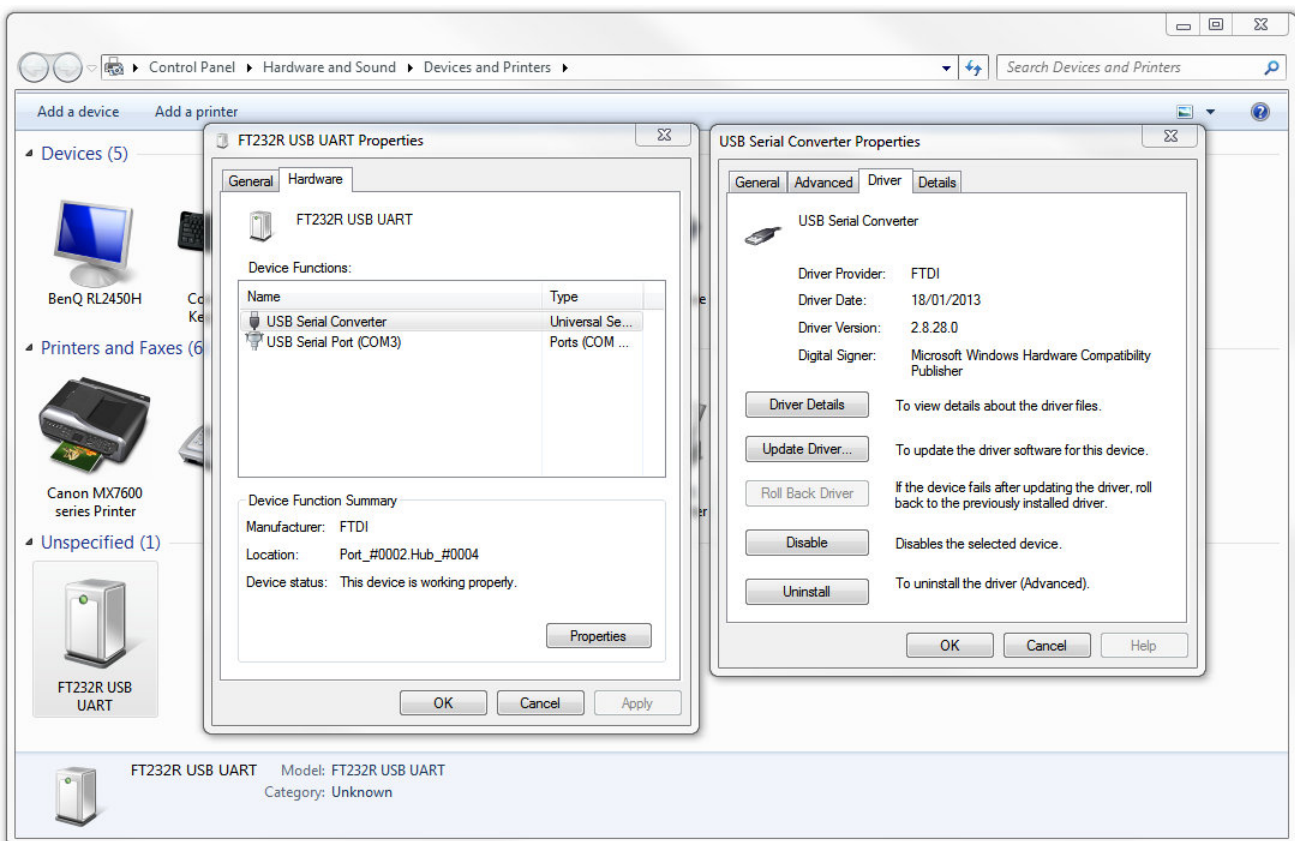 Control Panel Hardware and Sound Devices and Printers
Search Devices and Printers
Add a device Add a printer
Devices (5)
BenQ RL2450H
Co
Ke
e
Printers and Faxes (6
Canon MX7600
series Printer
er
Unspecified (1)
FT232R USB
UART
FT232R USB UART Properties
General Hardware
FT232R USB UART
Device Functions:
Name Type
USB Serial Converter Universal Se...
USB Serial Port (COM3) Ports (COM ...
Device Function Summary
Manufacturer: FTDI
Location: Port_#0002.Hub_#0004
Device status: This device is working properly.
Properties
OK Cancel Apply
USB Serial Converter Properties
General Advanced Driver Details
USB Serial Converter
Driver Provider: FTDI
Driver Date: 18/01/2013
Driver Version: 2.8.28.0
Digital Signer: Microsoft Windows Hardware Compatibility
Publisher
Driver Details To view details about the driver files.
Update Driver... To update the driver software for this device.
Roll Back Driver If the device fails after updating the driver, roll
back to the previously installed driver.
Disable Disables the selected device.
Uninstall To uninstall the driver (Advanced).
OK Cancel Help
FT232R USB UART Model: FT232R USB UART
Category: Unknown